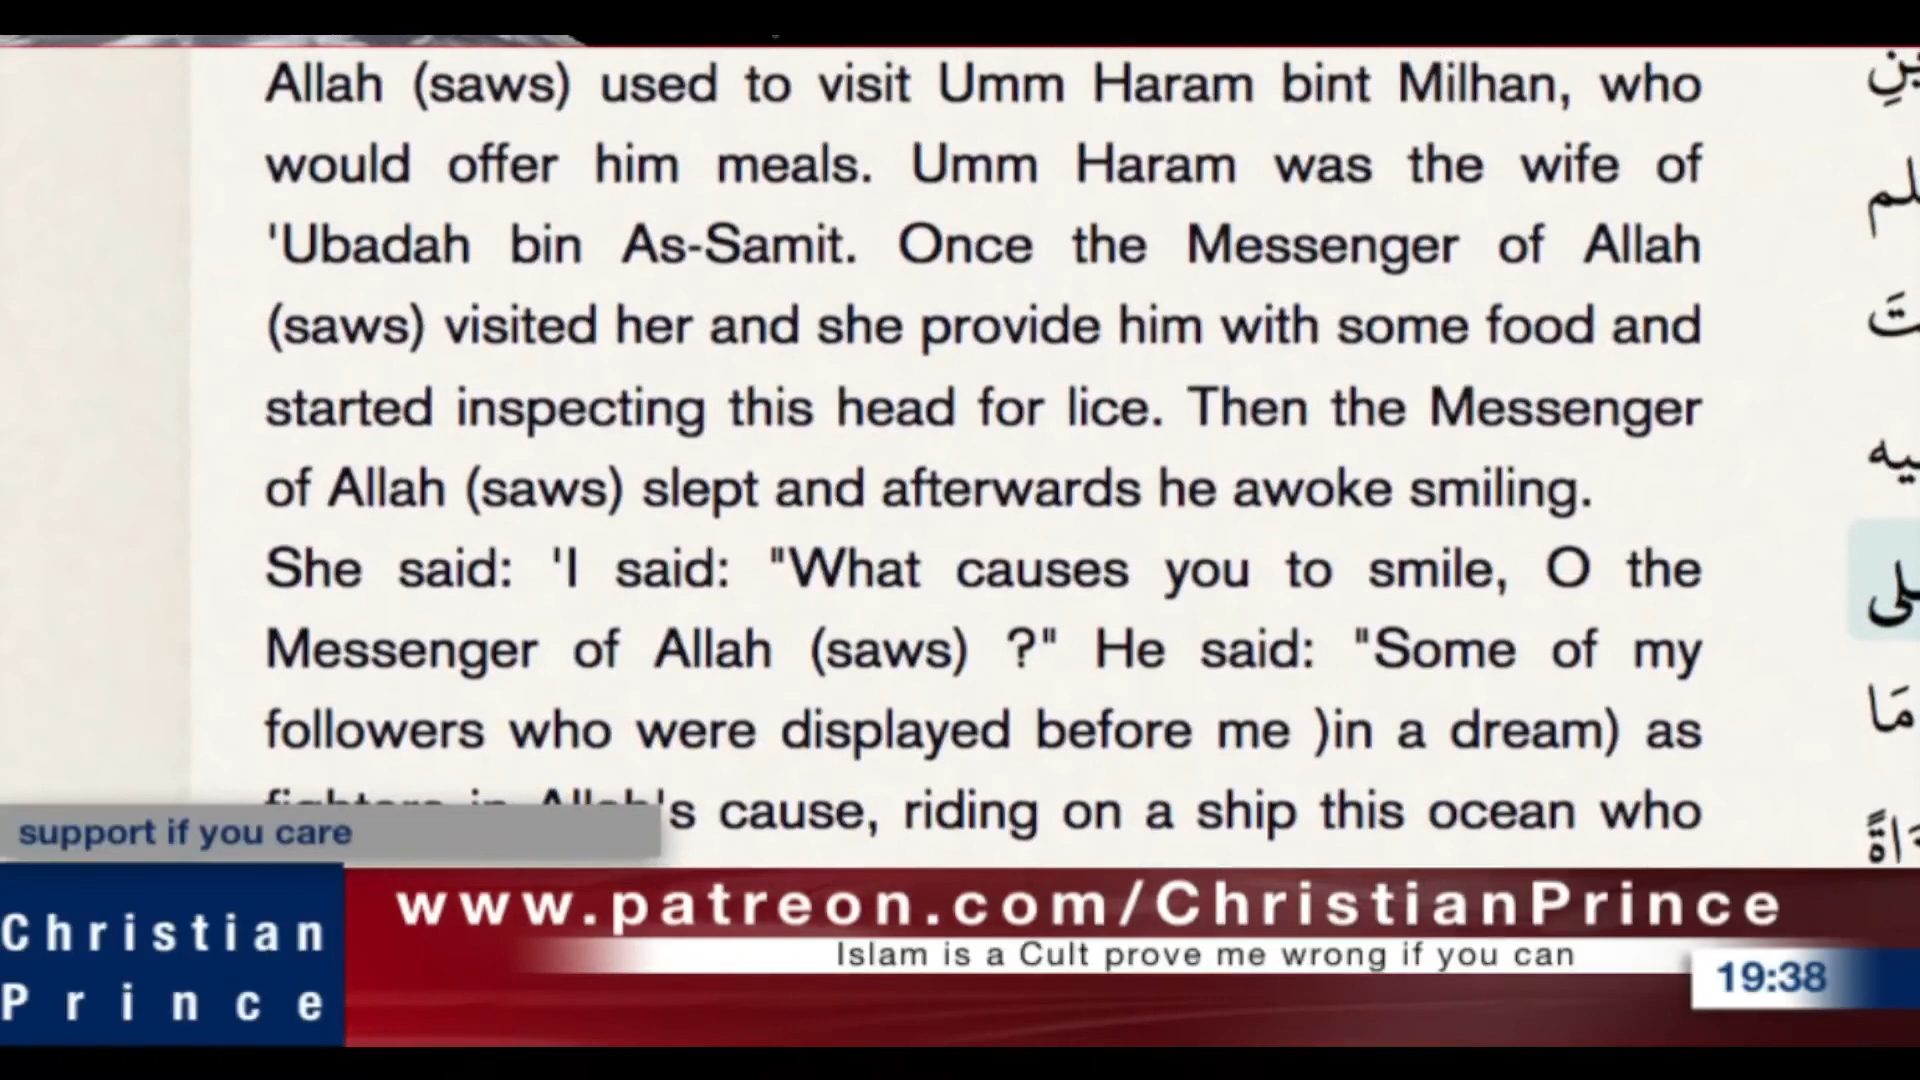 Allah (saws) used to visit Umm Haram bint Milhan, who
would offer him meals. Umm Haram was the wife of
'Ubadah bin As-Samit. Once the Messenger of Allah
(saws) visited her and she provide him with some food and
started inspecting this head for lice. Then the Messenger
of Allah (saws) slept and afterwards he awoke smiling.
She said: 'I said: "What causes you to smile, O the
Messenger of Allah (saws) ?" He said: "Some of my
followers who were displayed before me )in a dream) as
fighters in Allah's cause, riding on a ship this ocean who
support if you care
Christian
Prince
www.patreon.com/ChristianPrince
Islam is a Cult prove me wrong if you can
19:38